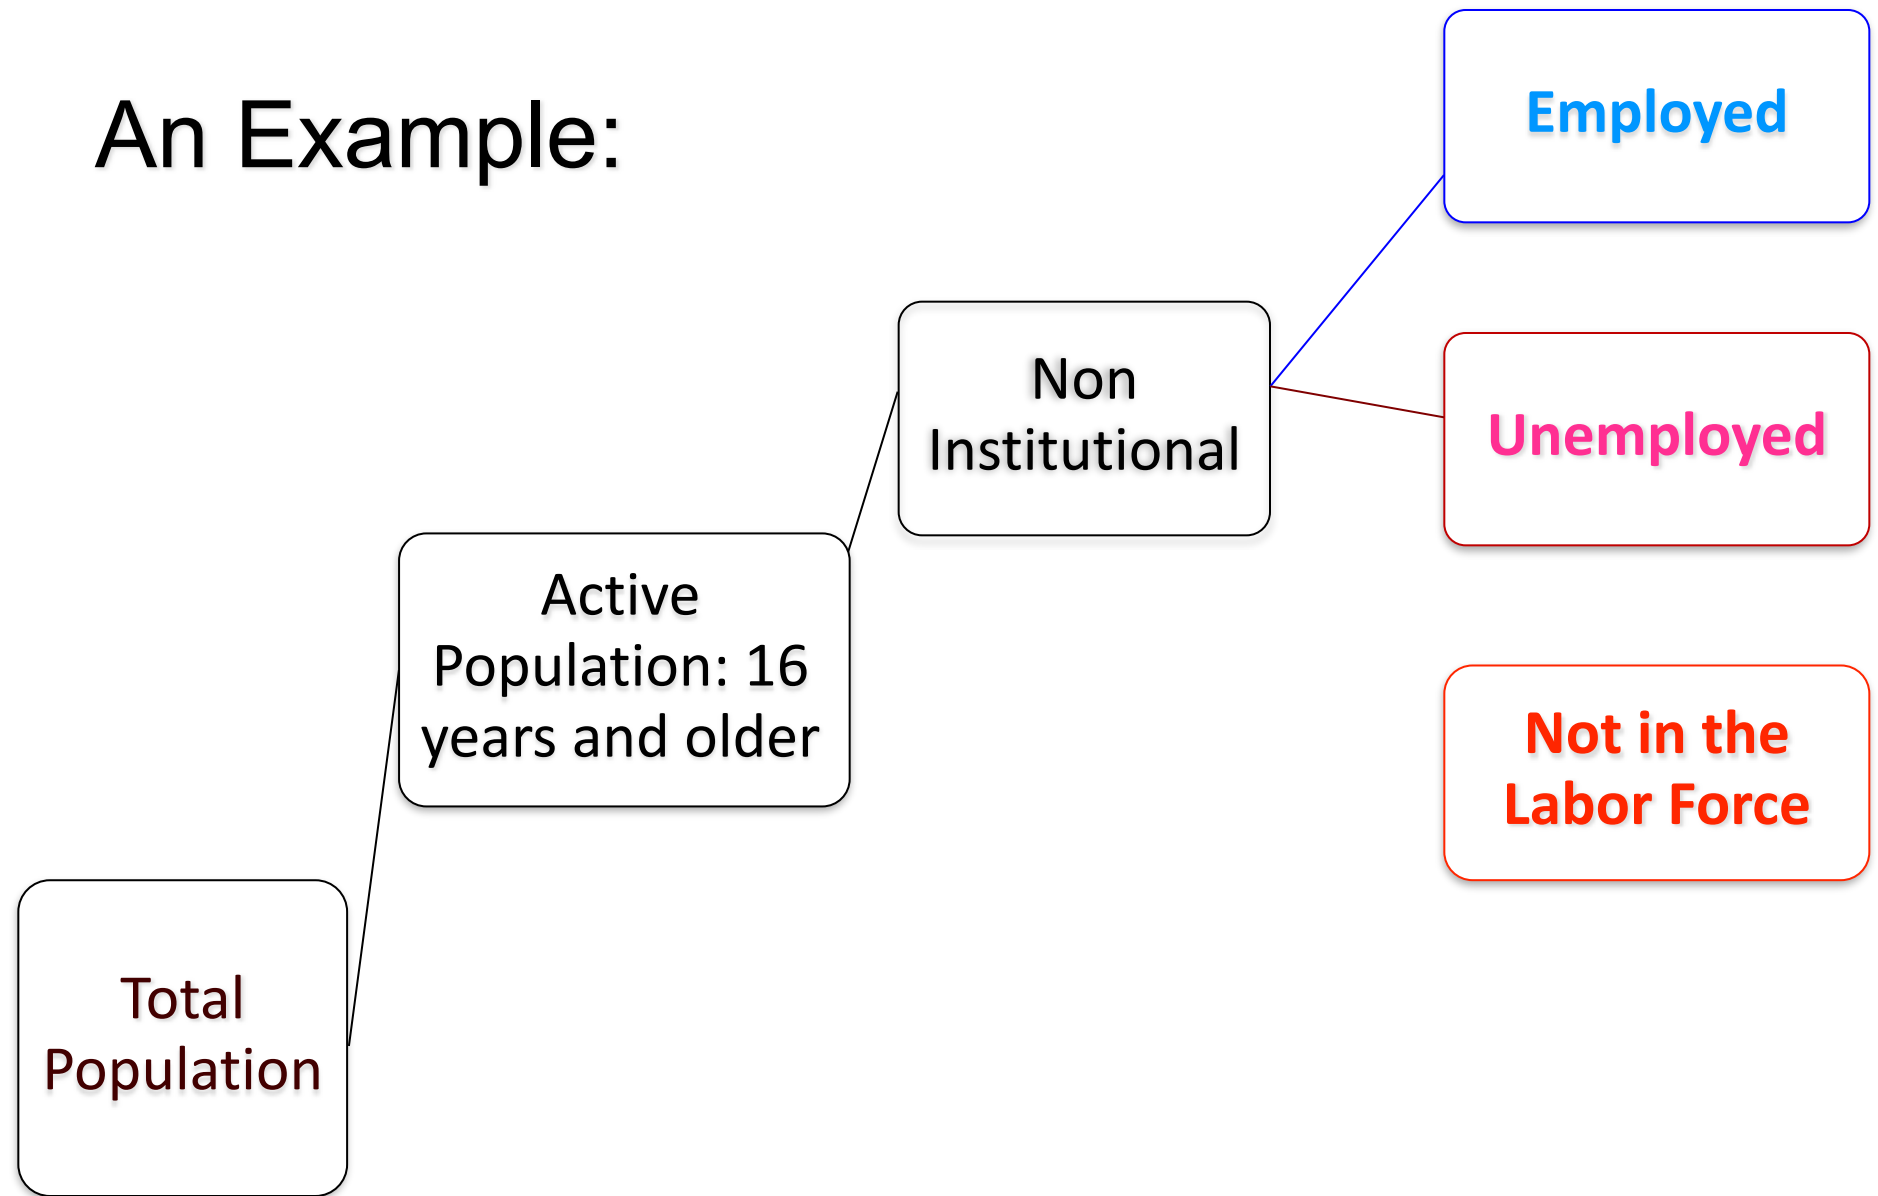 An Example:
Employed
Non
Institutional
Unemployed
Active
Population: 16
years and older
Not in the
Labor Force
Total
Population